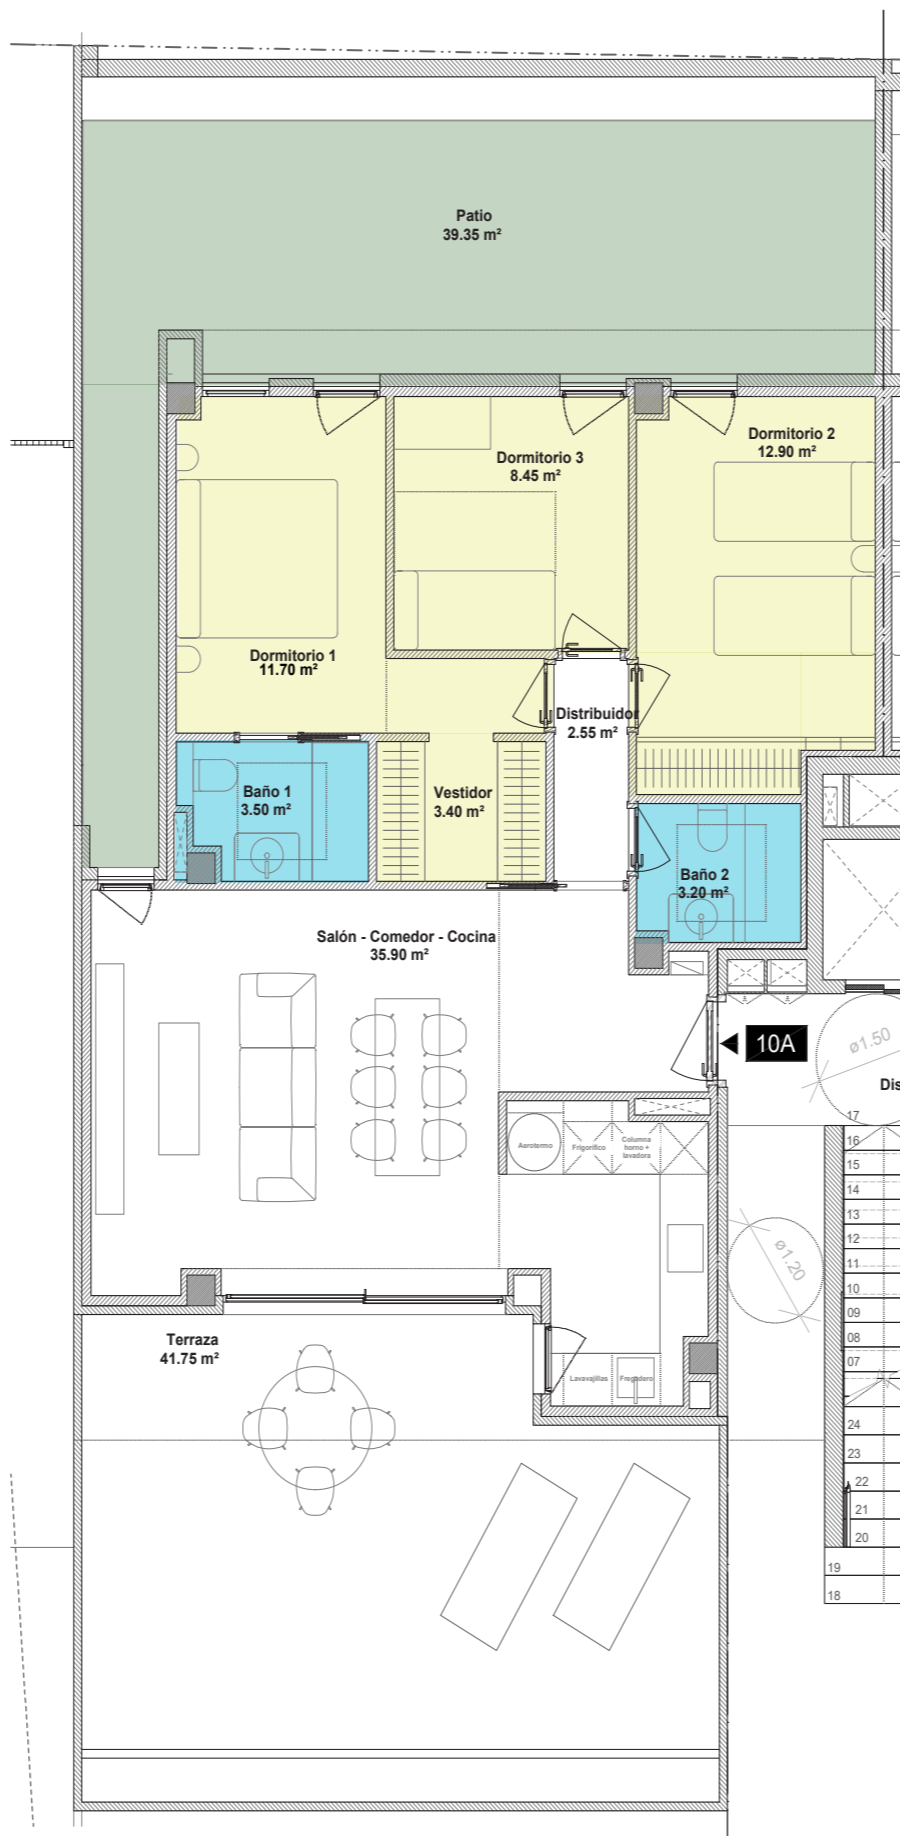 Patio
39.35 m²
Dormitorio 2
12.90 m²
Dormitorio 3
8.45 m²
Dormitorio 1
11.70 m²
Distribuidor
2.55 m²
Baño 1
3.50 m²
Vestidor
3.40 m²
Baño 2
3.20 m²
Salón - Comedor - Cocina
35.90 m²
10A
ø1.50
Dis
17
16
15
14
13
12
11
10
09
08
07
24
23
22
21
20
19
18
Aerotermo
Frigorífico
Columna
horno +
lavadora
ø1.20
Terraza
41.75 m²
Lavavajillas
Fregadero